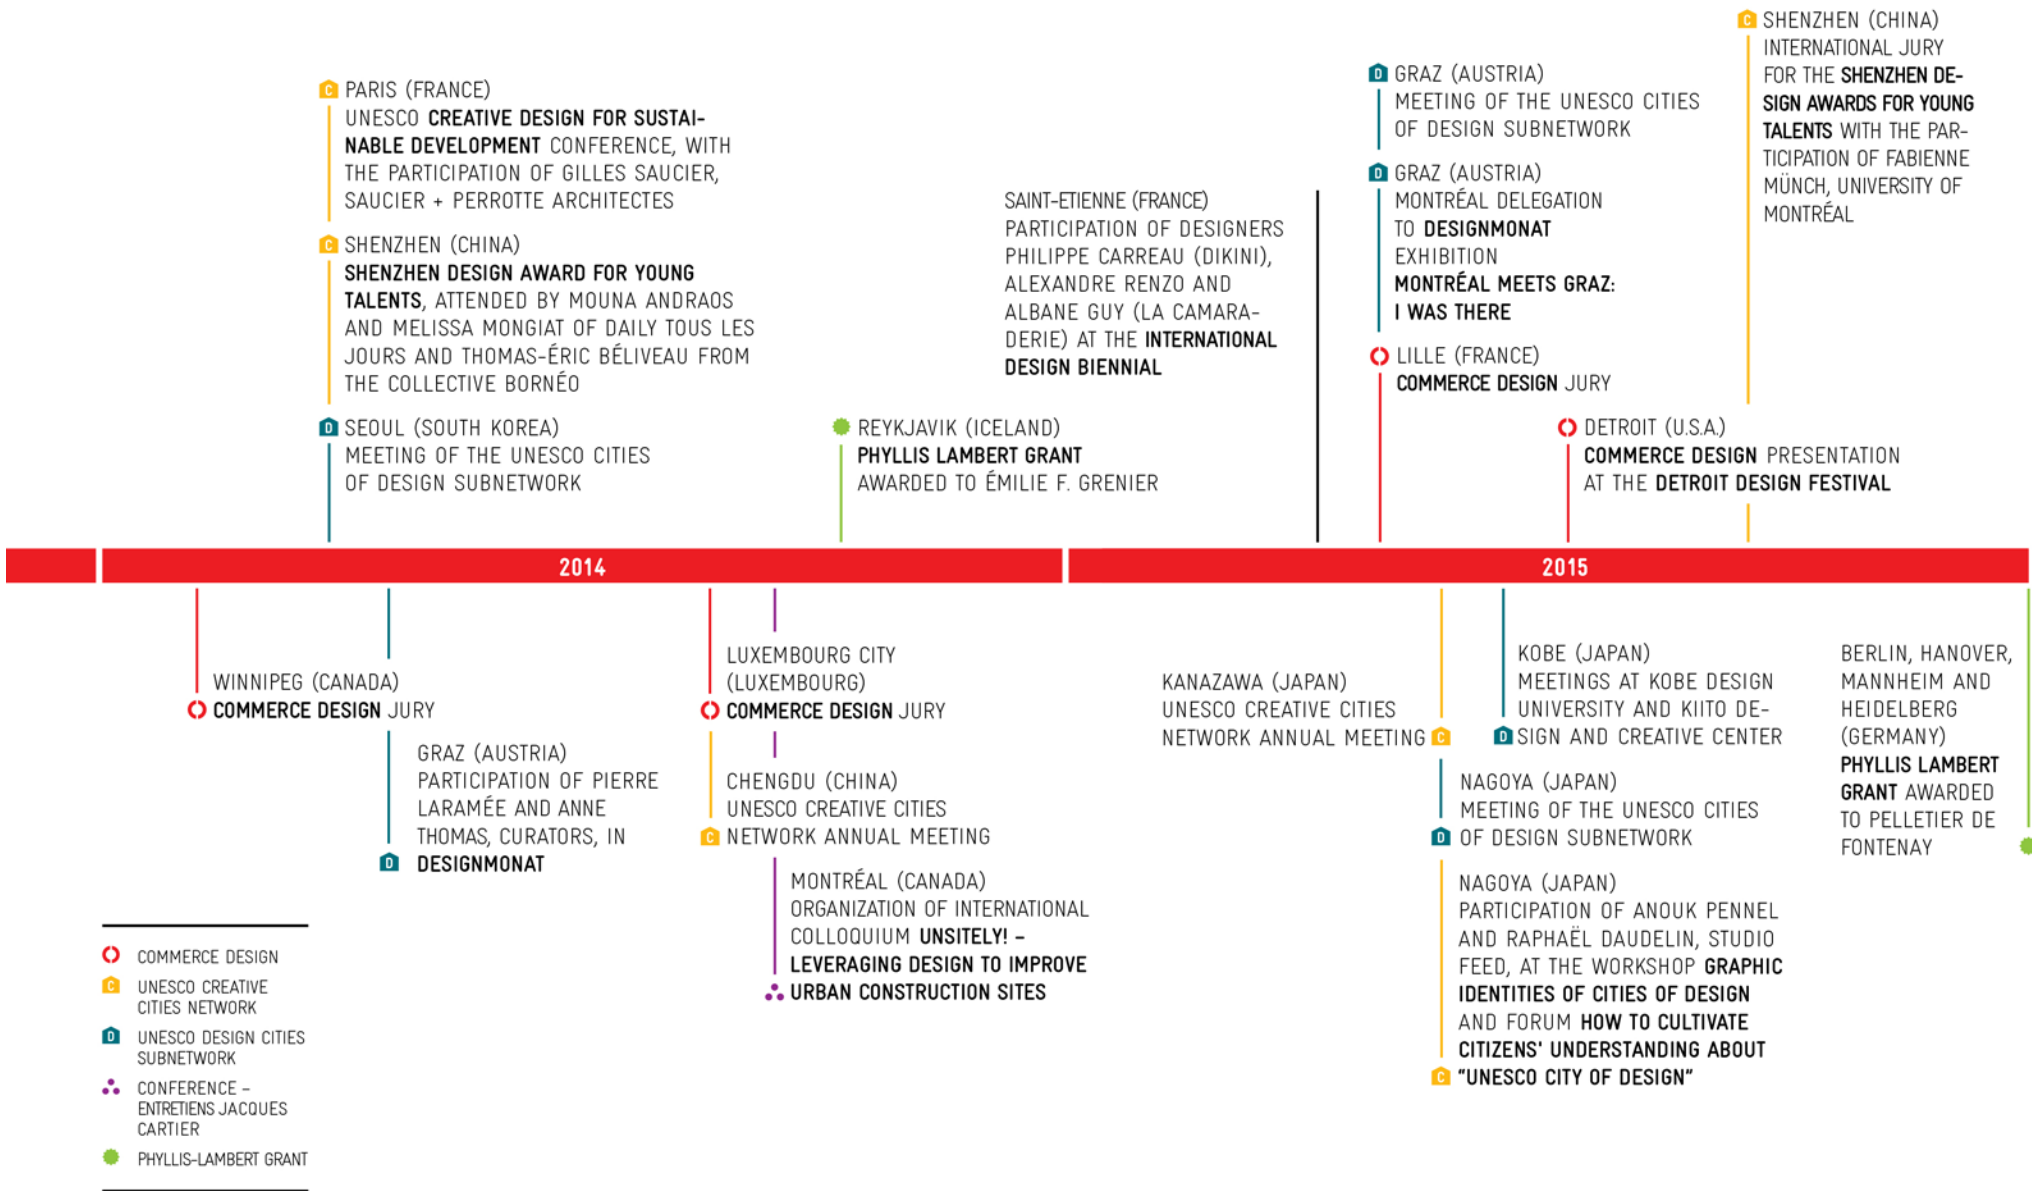 C PARIS (FRANCE)
UNESCO CREATIVE DESIGN FOR SUSTAI-
NABLE DEVELOPMENT CONFERENCE, WITH
THE PARTICIPATION OF GILLES SAUCIER,
SAUCIER + PERROTTE ARCHITECTES
C SHENZHEN (CHINA)
SHENZHEN DESIGN AWARD FOR YOUNG
TALENTS, ATTENDED BY MOUNA ANDRAOS
AND MELISSA MONGIAT OF DAILY TOUS LES
JOURS AND THOMAS-ÉRIC BÉLIVEAU FROM
THE COLLECTIVE BORNÉO
D SEOUL (SOUTH KOREA)
MEETING OF THE UNESCO CITIES
OF DESIGN SUBNETWORK
REYKJAVIK (ICELAND)
PHYLLIS LAMBERT GRANT
AWARDED TO ÉMILIE F. GRENIER
SAINT-ETIENNE (FRANCE)
PARTICIPATION OF DESIGNERS
PHILIPPE CARREAU (DIKINI),
ALEXANDRE RENZO AND
ALBANE GUY (LA CAMARA-
DERIE) AT THE INTERNATIONAL
DESIGN BIENNIAL
D GRAZ (AUSTRIA)
MEETING OF THE UNESCO CITIES
OF DESIGN SUBNETWORK
D GRAZ (AUSTRIA)
MONTRÉAL DELEGATION
TO DESIGNMONAT
EXHIBITION
MONTRÉAL MEETS GRAZ:
I WAS THERE
LILLE (FRANCE)
COMMERCE DESIGN JURY
DETROIT (U.S.A.)
COMMERCE DESIGN PRESENTATION
AT THE DETROIT DESIGN FESTIVAL
C SHENZHEN (CHINA)
INTERNATIONAL JURY
FOR THE SHENZHEN DE-
SIGN AWARDS FOR YOUNG
TALENTS WITH THE PAR-
TICIPATION OF FABIENNE
MÜNCH, UNIVERSITY OF
MONTRÉAL
2014
2015
WINNIPEG (CANADA)
COMMERCE DESIGN JURY
GRAZ (AUSTRIA)
PARTICIPATION OF PIERRE
LARAMÉE AND ANNE
THOMAS, CURATORS, IN
D DESIGNMONAT
LUXEMBOURG CITY
(LUXEMBOURG)
COMMERCE DESIGN JURY
CHENGDU (CHINA)
UNESCO CREATIVE CITIES
C NETWORK ANNUAL MEETING
MONTRÉAL (CANADA)
ORGANIZATION OF INTERNATIONAL
COLLOQUIUM UNSITELY! –
LEVERAGING DESIGN TO IMPROVE
URBAN CONSTRUCTION SITES
KANAZAWA (JAPAN)
UNESCO CREATIVE CITIES
NETWORK ANNUAL MEETING C
KOBE (JAPAN)
MEETINGS AT KOBE DESIGN
UNIVERSITY AND KIITO DE-
D SIGN AND CREATIVE CENTER
NAGOYA (JAPAN)
MEETING OF THE UNESCO CITIES
D OF DESIGN SUBNETWORK
NAGOYA (JAPAN)
PARTICIPATION OF ANOUK PENNEL
AND RAPHAËL DAUDELIN, STUDIO
FEED, AT THE WORKSHOP GRAPHIC
IDENTITIES OF CITIES OF DESIGN
AND FORUM HOW TO CULTIVATE
CITIZENS' UNDERSTANDING ABOUT
C "UNESCO CITY OF DESIGN"
BERLIN, HANOVER,
MANNHEIM AND
HEIDELBERG
(GERMANY)
PHYLLIS LAMBERT
GRANT AWARDED
TO PELLETIER DE
FONTENAY
COMMERCE DESIGN
C UNESCO CREATIVE
CITIES NETWORK
D UNESCO DESIGN CITIES
SUBNETWORK
CONFERENCE –
ENTRETIENS JACQUES
CARTIER
PHYLLIS-LAMBERT GRANT